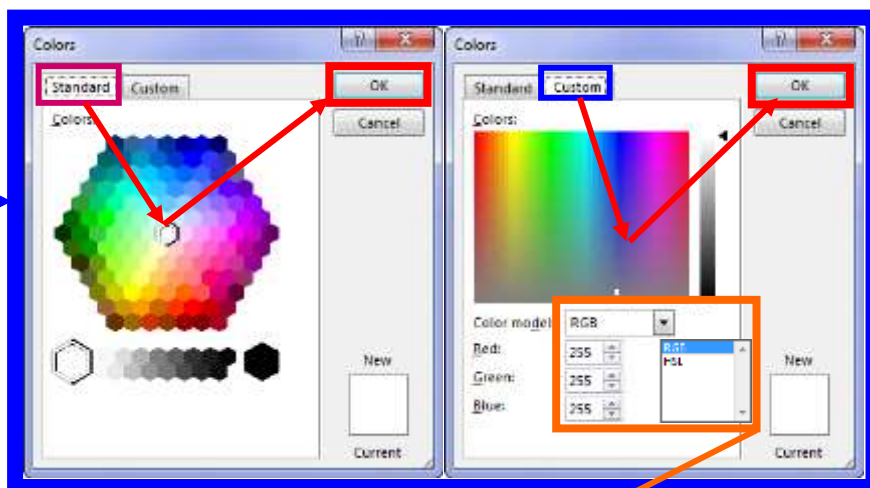 Colors
Standard
Custom
OK
Colors:
Cancel
New
Current
Colors
Standard
Custom
OK
Colors:
Cancel
Color model:
RGB
Red:
255
RGB
HSL
Green:
255
Blue:
255
New
Current